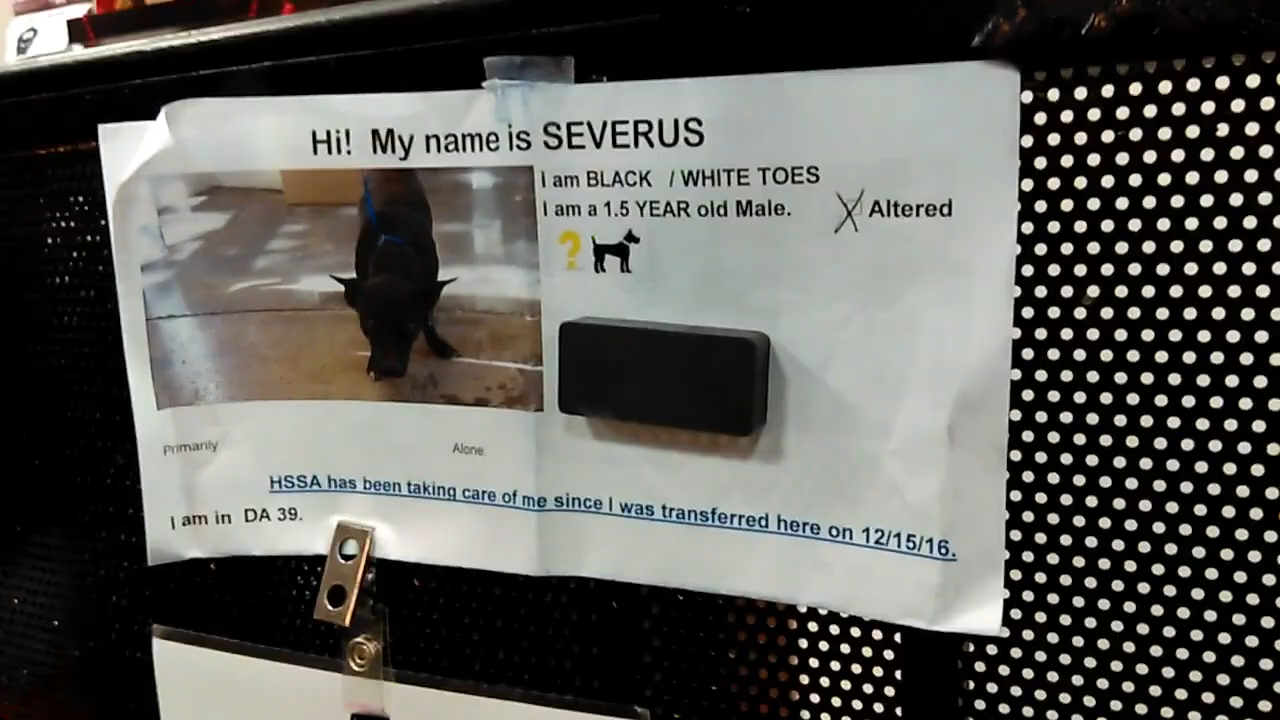 Hi! My name is SEVERUS
I am BLACK / WHITE TOES
I am a 1.5 YEAR old Male.
Altered
?
Primarily
Alone.
HSSA has been taking care of me since I was transferred here on 12/15/16.
I am in DA 39.